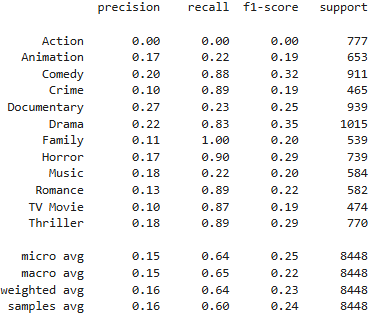 precision recall f1-score support
Action 0.00 0.00 0.00 777
Animation 0.17 0.22 0.19 653
Comedy 0.20 0.88 0.32 911
Crime 0.10 0.89 0.19 465
Documentary 0.27 0.23 0.25 939
Drama 0.22 0.83 0.35 1015
Family 0.11 1.00 0.20 539
Horror 0.17 0.90 0.29 739
Music 0.18 0.22 0.20 584
Romance 0.13 0.89 0.22 582
TV Movie 0.10 0.87 0.19 474
Thriller 0.18 0.89 0.29 770
micro avg 0.15 0.64 0.25 8448
macro avg 0.15 0.65 0.22 8448
weighted avg 0.16 0.64 0.23 8448
samples avg 0.16 0.60 0.24 8448